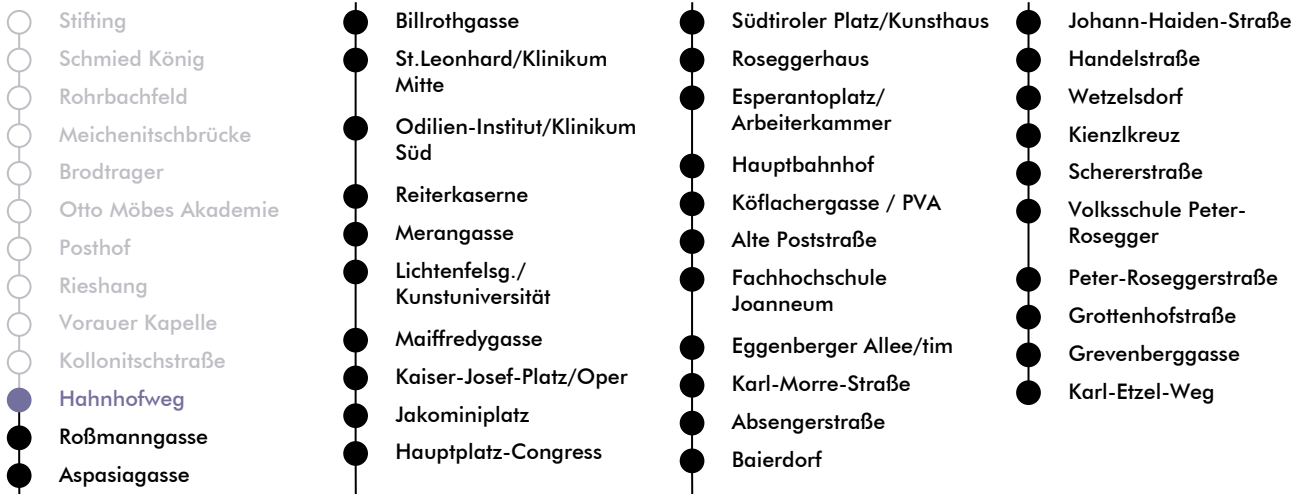 Stifting
Schmied König
Rohrbachfeld
Meichenitschbrücke
Brodtrager
Otto Möbes Akademie
Posthof
Rieshang
Vorauer Kapelle
Kollonitschstraße
Hahnhofweg
Roßmanngasse
Aspasiagasse
Billrothgasse
St.Leonhard/Klinikum
Mitte
Odilien-Institut/Klinikum
Süd
Reiterkaserne
Merangasse
Lichtenfelsg./
Kunstuniversität
Maiffredygasse
Kaiser-Josef-Platz/Oper
Jakominiplatz
Hauptplatz-Congress
Südtiroler Platz/Kunsthaus
Roseggerhaus
Esperantoplatz/
Arbeiterkammer
Hauptbahnhof
Köflachergasse / PVA
Alte Poststraße
Fachhochschule
Joanneum
Eggenberger Allee/tim
Karl-Morre-Straße
Absengerstraße
Baierdorf
Johann-Haiden-Straße
Handelstraße
Wetzelsdorf
Kienzlkreuz
Schererstraße
Volksschule Peter-
Rosegger
Peter-Roseggerstraße
Grottenhofstraße
Grevenberggasse
Karl-Etzel-Weg